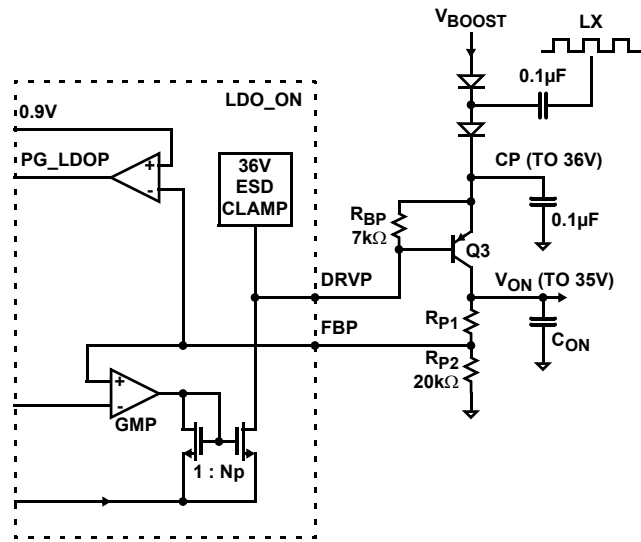 V_BOOST
LX
0.1µF
LDO_ON
0.9V
PG_LDOP
+
-
36V
ESD
CLAMP
CP (TO 36V)
0.1µF
R_BP
7kΩ
Q3
DRVP
V_ON (TO 35V)
FBP
R_P1
C_ON
R_P2
20kΩ
+
-
GMP
1 : Np